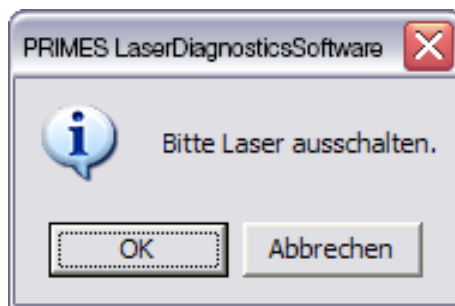 PRIMES LaserDiagnosticsSoftware
Bitte Laser ausschalten.
OK
Abbrechen